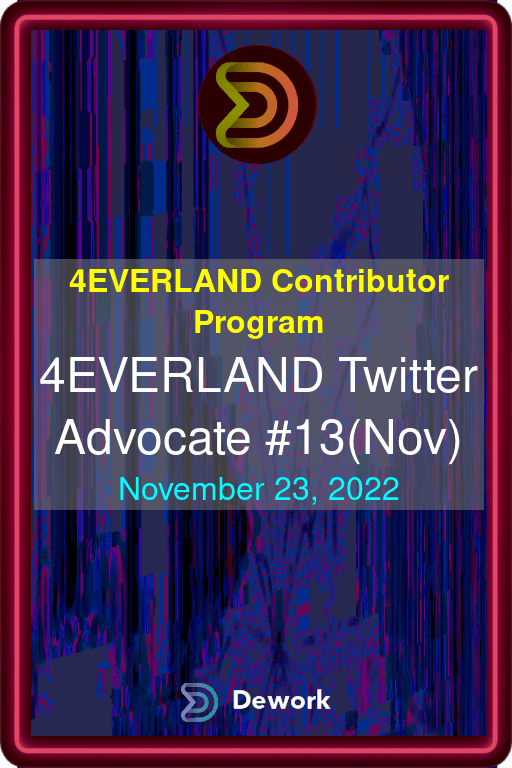 4EVERLAND Contributor
Program
4EVERLAND Twitter
Advocate #13(Nov)
November 23, 2022
Dework